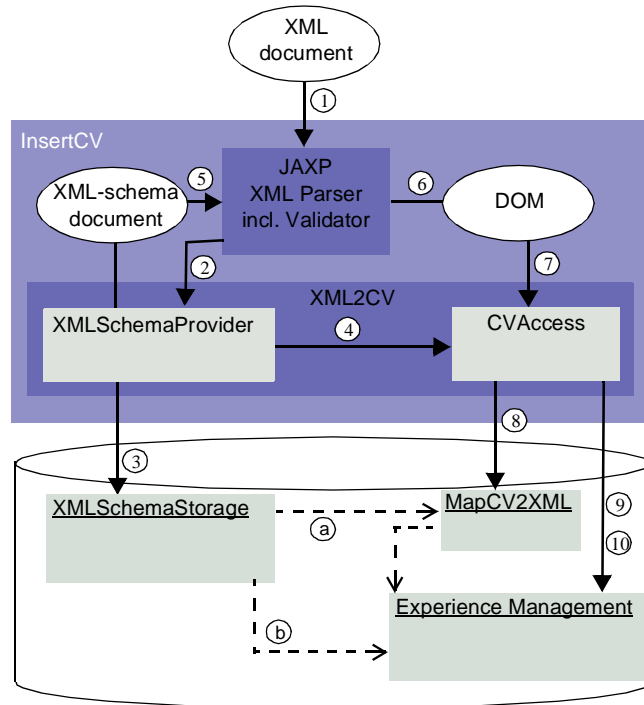 XML
document
1
InsertCV
JAXP
XML Parser
incl. Validator
XML-schema
document
5
6
DOM
2
7
XML2CV
XMLSchemaProvider
4
CVAccess
8
3
XMLSchemaStorage
a
MapCV2XML
9
10
Experience Management
b